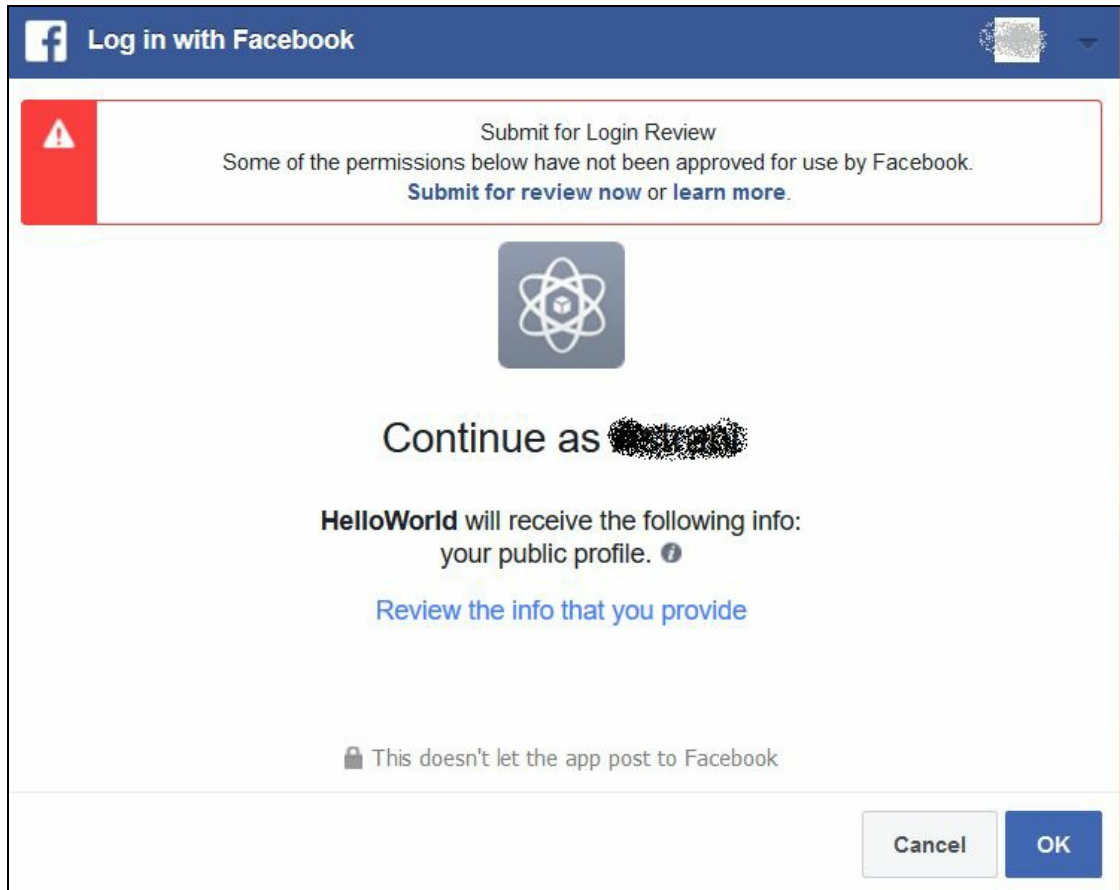 Log in with Facebook
Submit for Login Review
Some of the permissions below have not been approved for use by Facebook.
Submit for review now or learn more.
Continue as
HelloWorld will receive the following info:
your public profile.
Review the info that you provide
This doesn't let the app post to Facebook
Cancel
OK